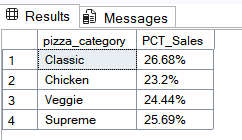 Results Messages
pizza_category PCT_Sales
1 Classic 26.68%
2 Chicken 23.2%
3 Veggie 24.44%
4 Supreme 25.69%